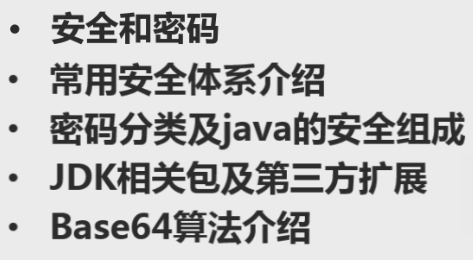 • 安全和密码
• 常用安全体系介绍
• 密码分类及java的安全组成
• JDK相关包及第三方扩展
• Base64算法介绍